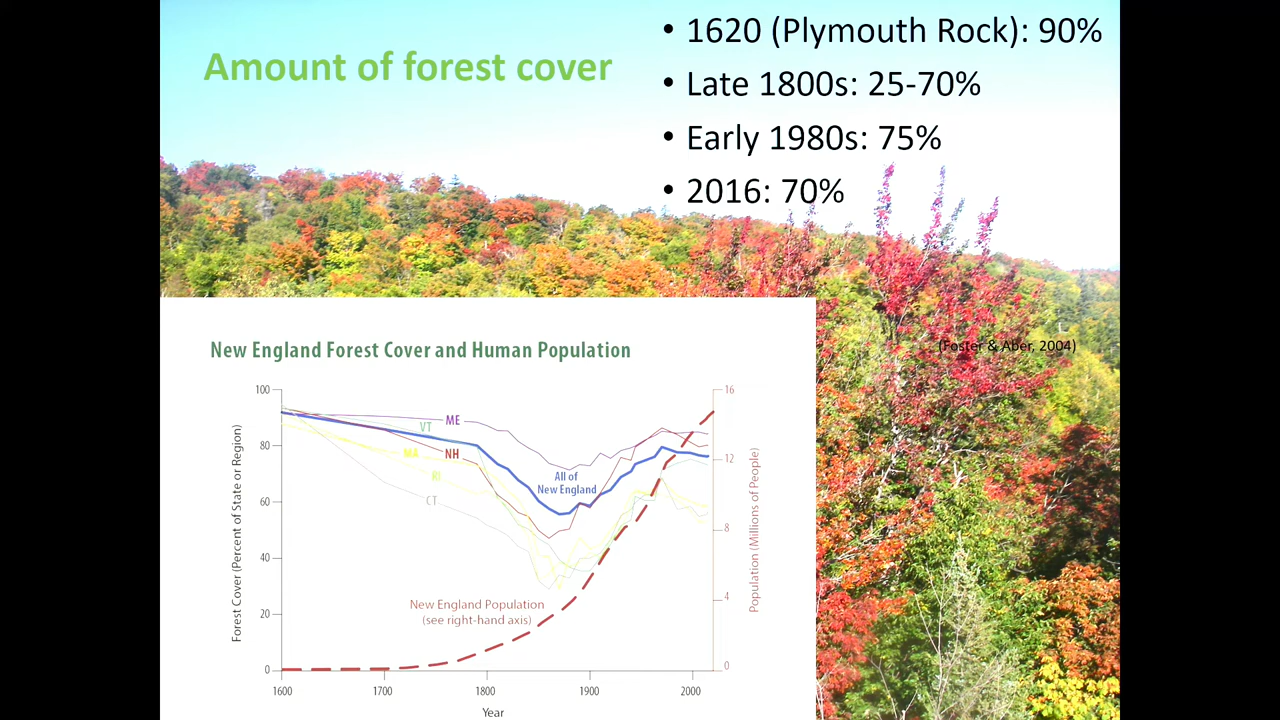 Amount of forest cover
• 1620 (Plymouth Rock): 90%
• Late 1800s: 25-70%
• Early 1980s: 75%
• 2016: 70%
(Foster & Aber, 2004)
New England Forest Cover and Human Population
100
80
60
40
20
0
Forest Cover (Percent of State or Region)
16
12
8
4
0
Population (Millions of People)
ME
VT
NH
MA
RI
CT
All of
New England
New England Population
(see right-hand axis)
1600
1700
1800
1900
2000
Year